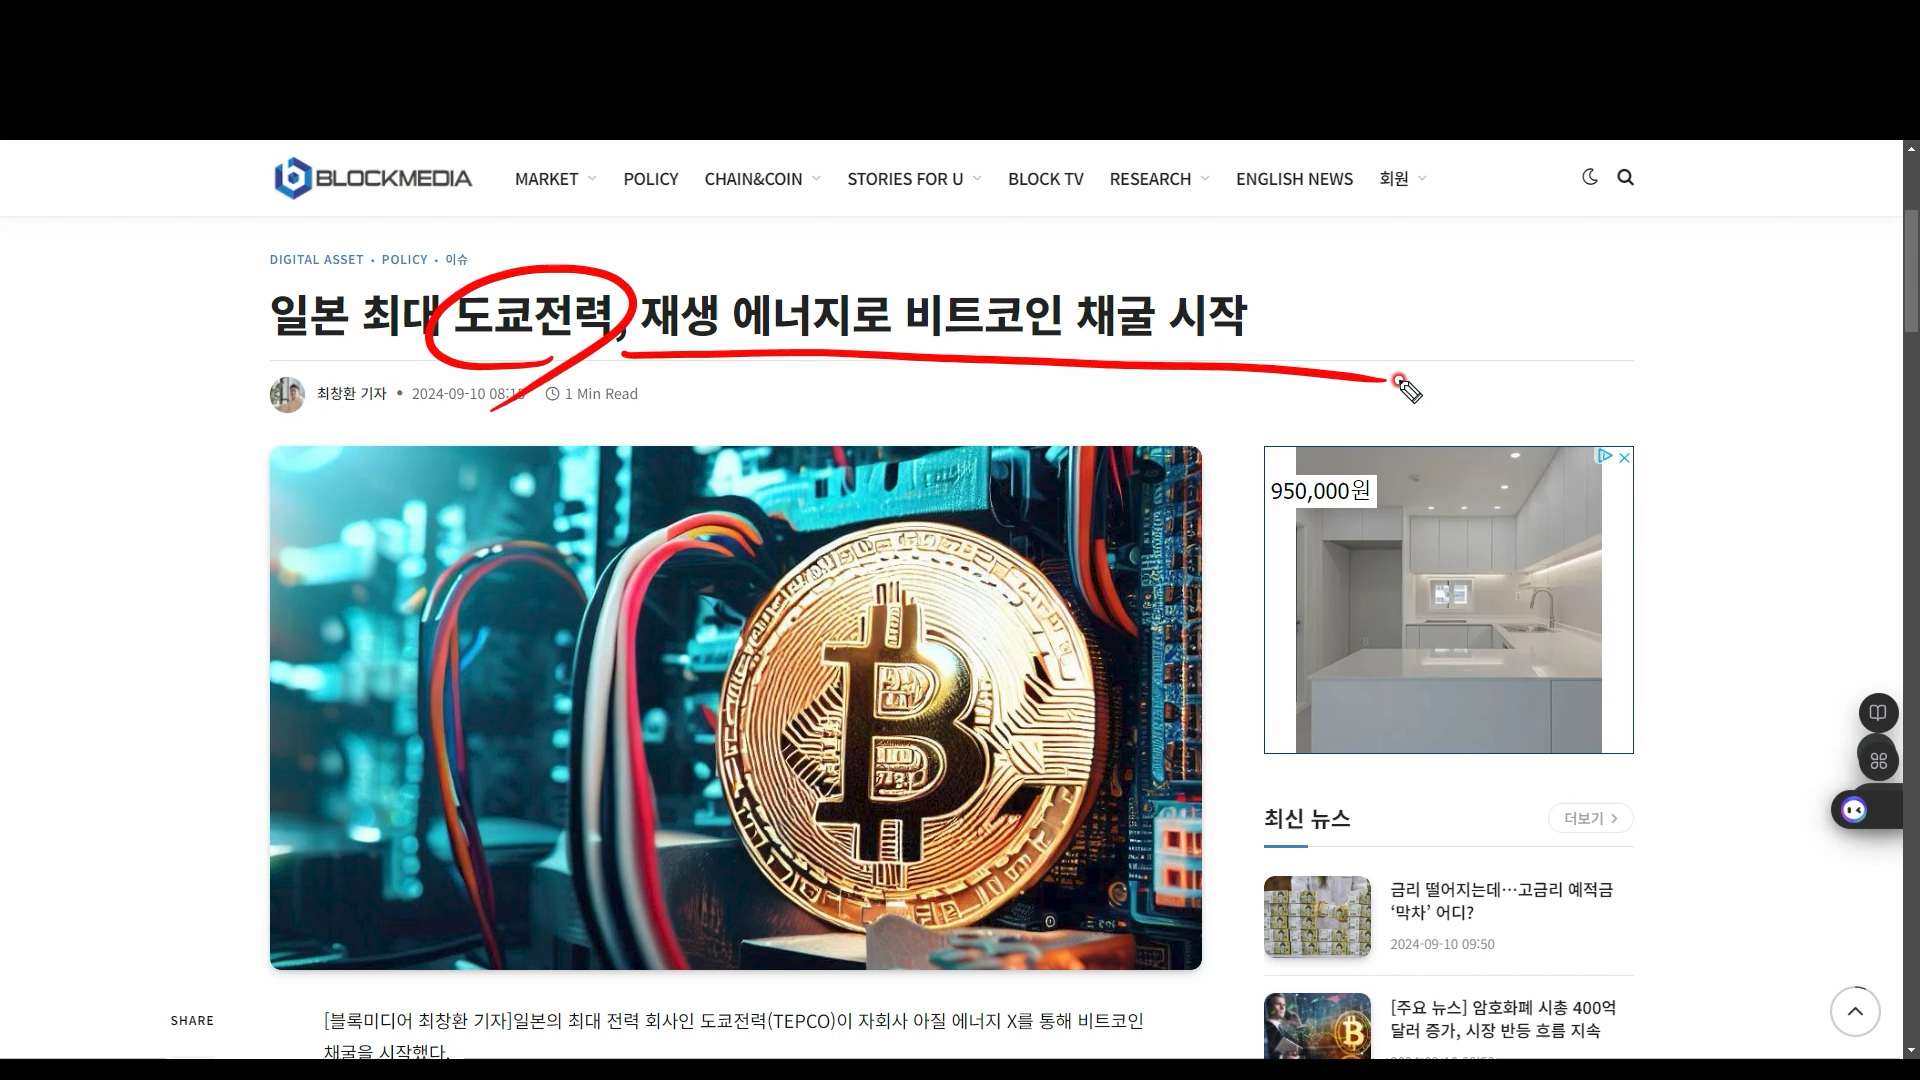 BLOCKMEDIA
MARKET POLICY CHAIN&COIN STORIES FOR U BLOCK TV RESEARCH ENGLISH NEWS 회원
DIGITAL ASSET • POLICY • 이슈
일본 최대 도쿄전력, 재생 에너지로 비트코인 채굴 시작
최창환 기자 • 2024-09-10 08:1 1 Min Read
950,000원
최신 뉴스
더보기
금리 떨어지는데…고금리 예적금
‘막차’ 어디?
2024-09-10 09:50
[주요 뉴스] 암호화폐 시총 400억
달러 증가, 시장 반등 흐름 지속
SHARE
[블록미디어 최창환 기자]일본의 최대 전력 회사인 도쿄전력(TEPCO)이 자회사 아질 에너지 X를 통해 비트코인
채굴을 시작했다.